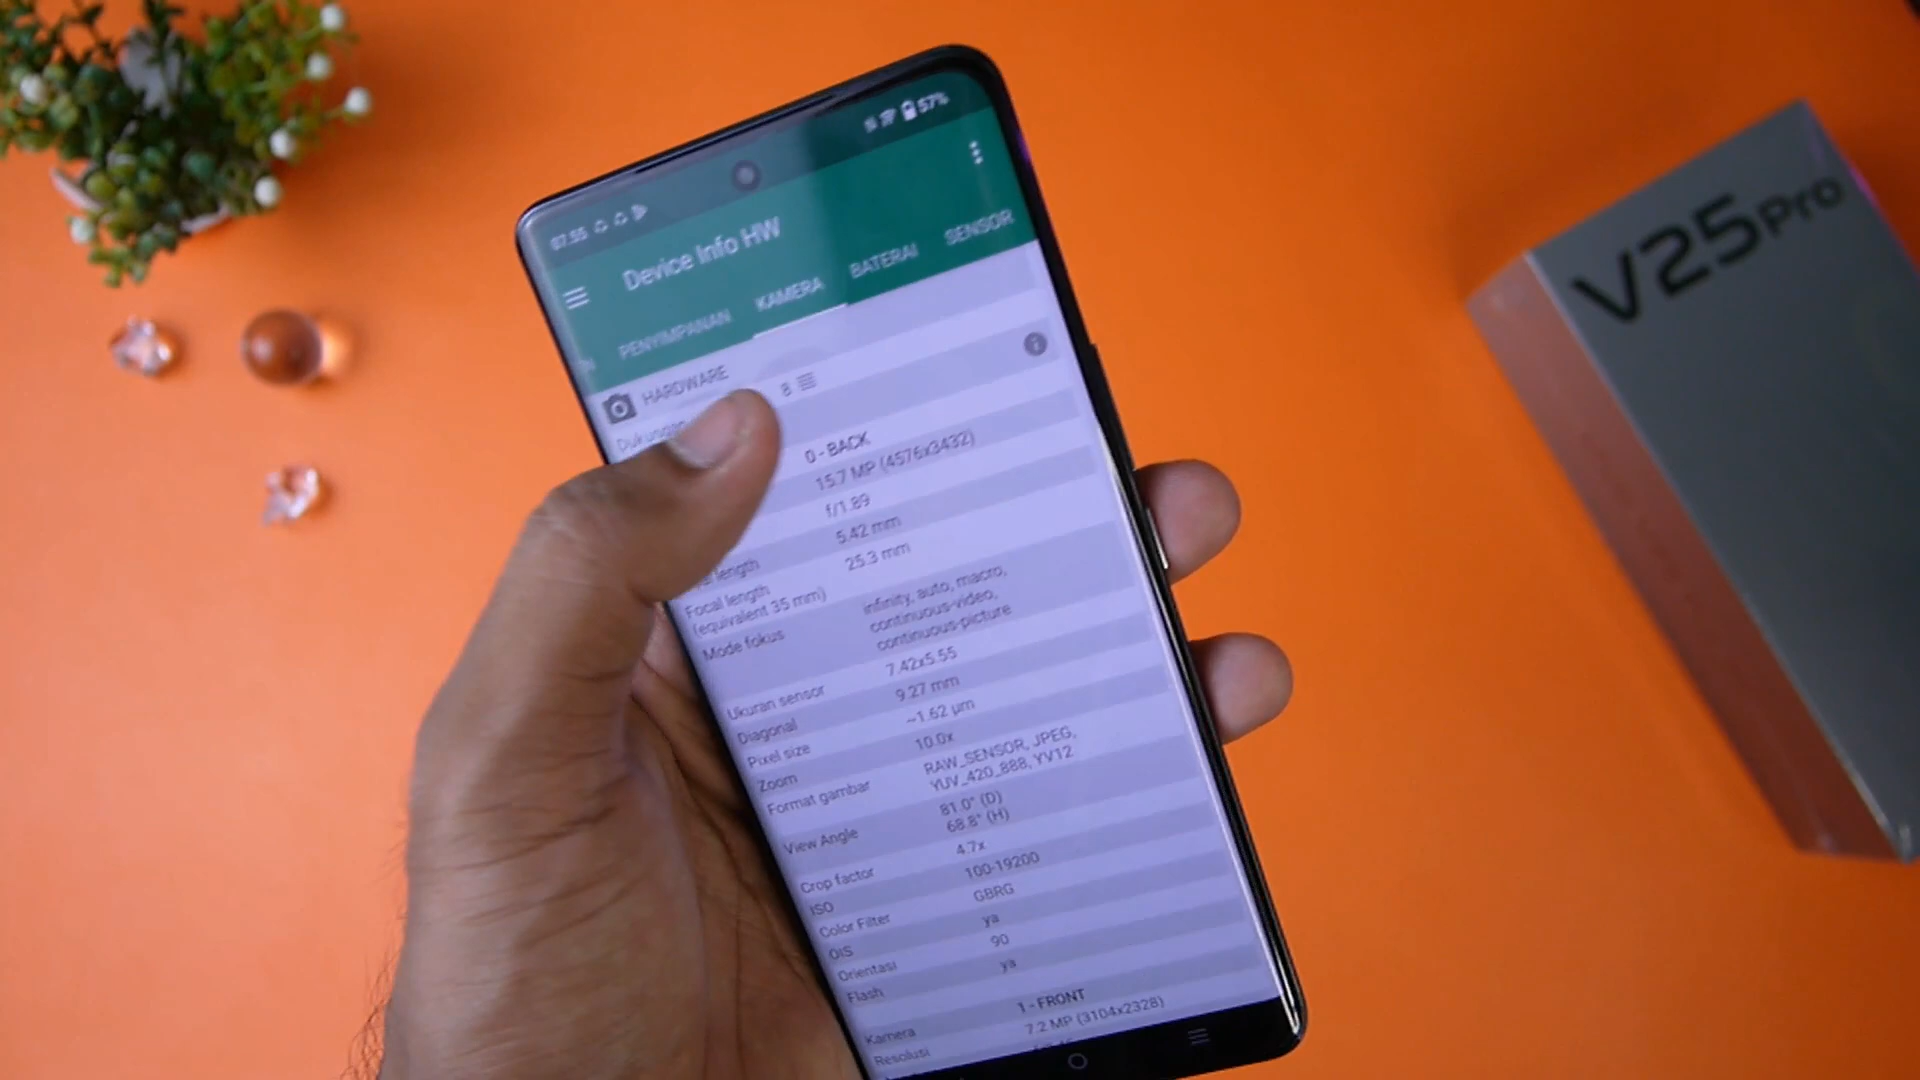 07.55
57%
Device Info HW
PENYIMPANAN KAMERA BATERAI SENSOR
HARDWARE
8
0 - BACK
15.7 MP (4576x3432)
f/1.89
5.42 mm
length
Focal length
(equivalent 35 mm)
25.3 mm
Mode fokus
infinity, auto, macro,
continuous-video,
continuous-picture
Ukuran sensor 7.42x5.55
Diagonal 9.27 mm
Pixel size ~1.62 µm
Zoom 10.0x
Format gambar
RAW_SENSOR, JPEG,
YUV_420_888, YV12
View Angle
81.0° (D)
68.8° (H)
Crop factor 4.7x
ISO 100-19200
Color Filter GBRG
OIS ya
Orientasi 90
Flash ya
Kamera 1 - FRONT
Resolusi 7.2 MP (3104x2328)
V25Pro